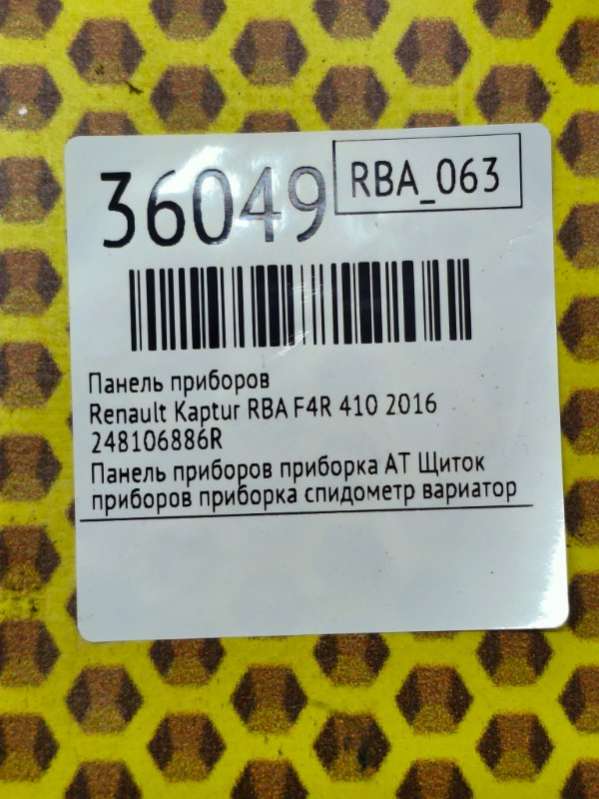 36049
RBA_063
Панель приборов
Renault Kaptur RBA F4R 410 2016
248106886R
Панель приборов приборка АТ Щиток
приборов приборка спидометр вариатор